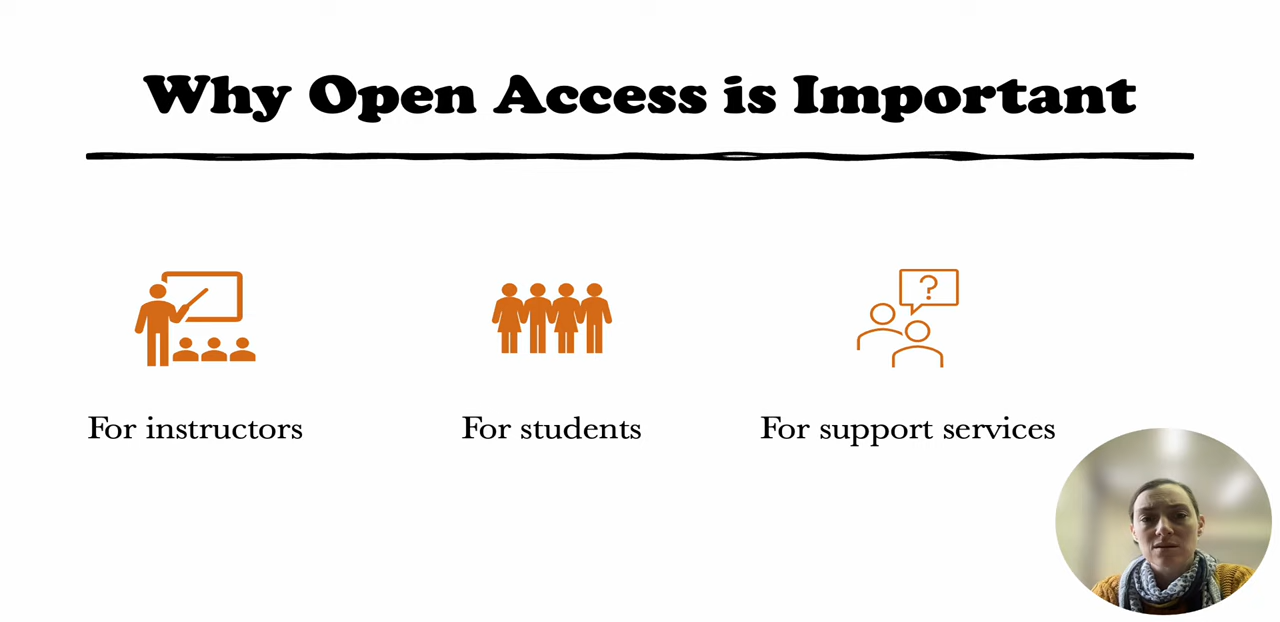 Why Open Access is Important
?
For instructors
For students
For support services